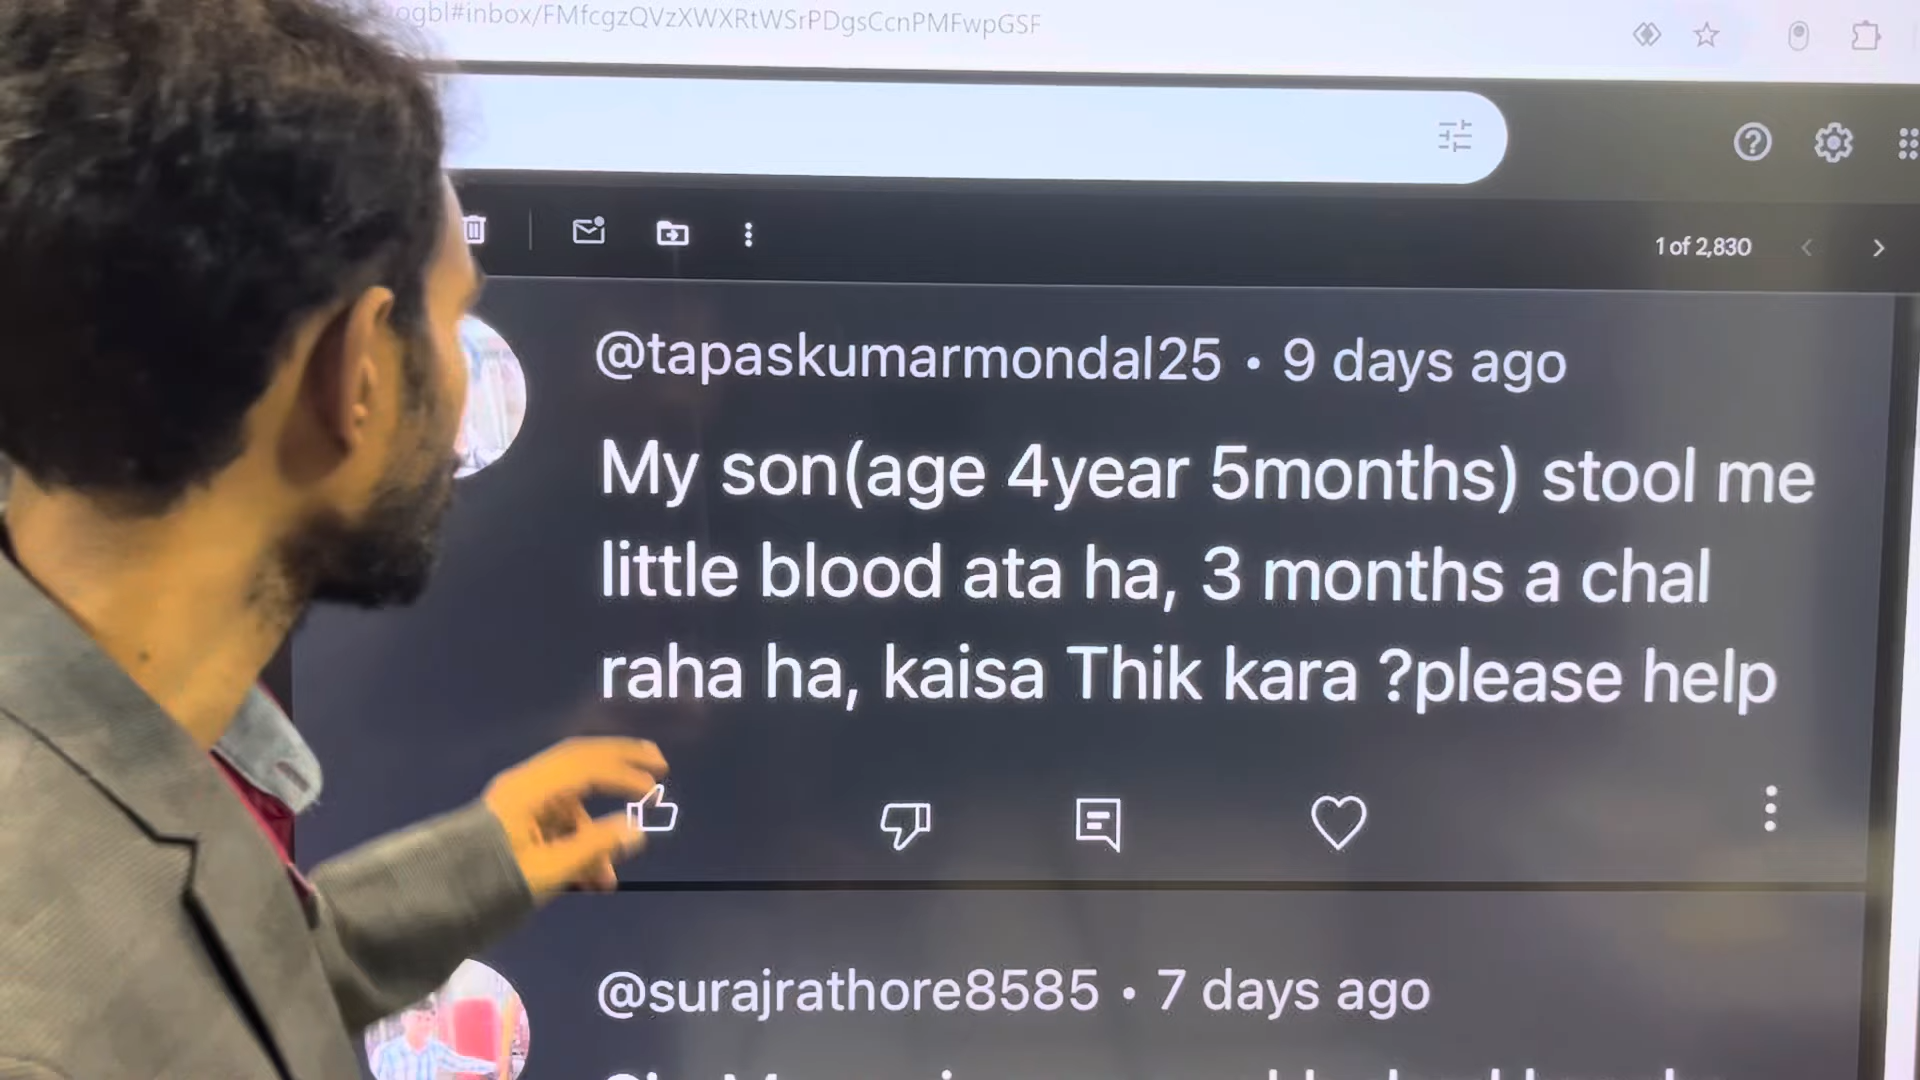 ogbl#inbox/FMfcgzQVzXWXRtWSrPDgsCcnPMFwpGSF
1 of 2,830
@tapaskumarmondal25 • 9 days ago
My son(age 4year 5months) stool me
little blood ata ha, 3 months a chal
raha ha, kaisa Thik kara ?please help
@surajrathore8585 • 7 days ago